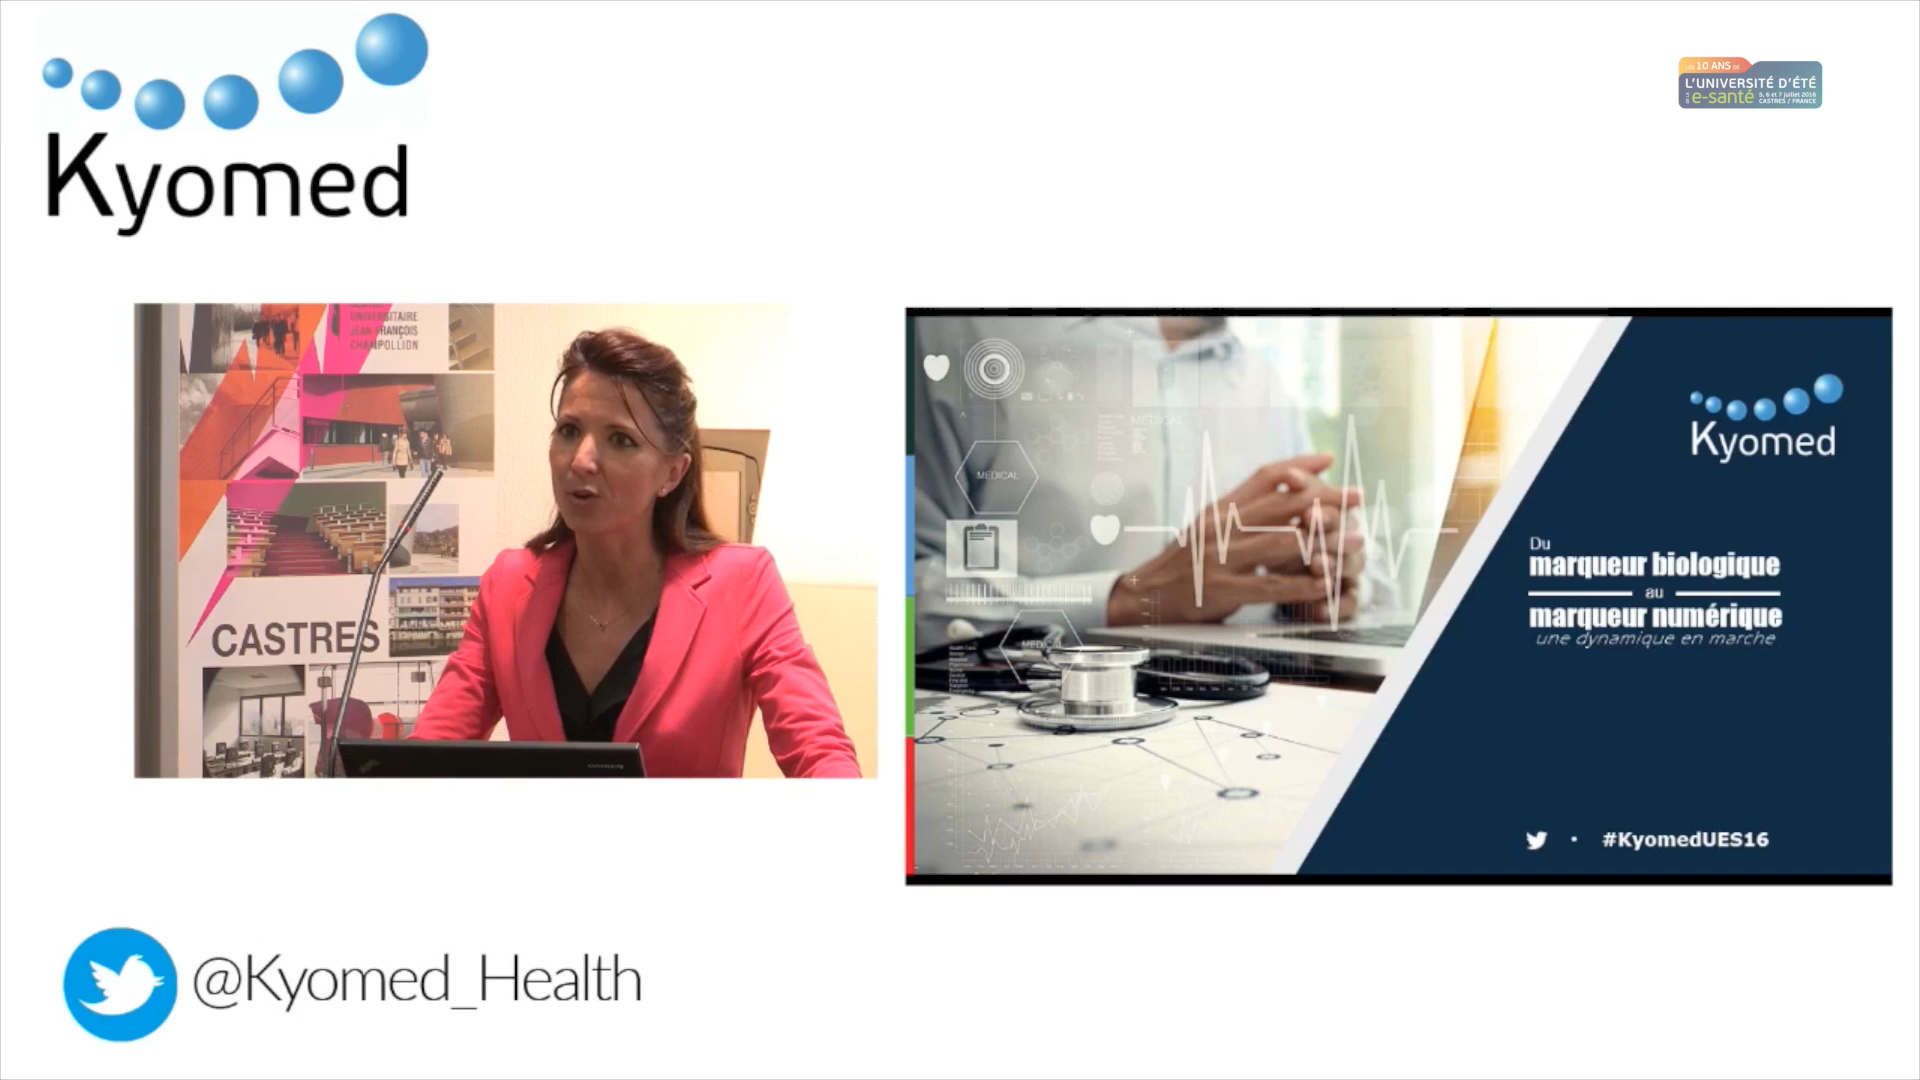 Kyomed
LES 10 ANS DE
L'UNIVERSITÉ D'ÉTÉ
DE LA e-santé
5, 6 et 7 juillet 2016
CASTRES / FRANCE
UNIVERSITAIRE
JEAN-FRANÇOIS
CHAMPOLLION
CASTRES
MEDICAL
MEDICAL
MEDICAL
Kyomed
Du
marqueur biologique
au
marqueur numérique
une dynamique en marche
#KyomedUES16
@Kyomed_Health